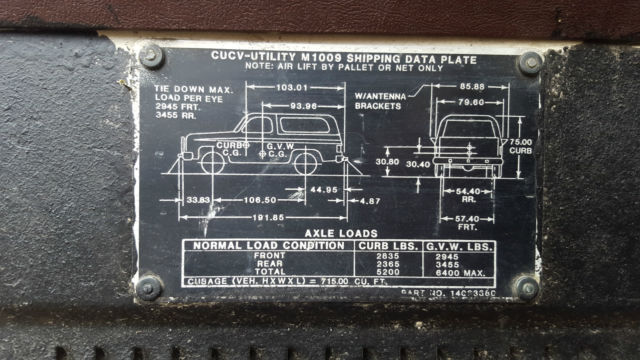 CUCV-UTILITY M1009 SHIPPING DATA PLATE
NOTE: AIR LIFT BY PALLET OR NET ONLY
TIE DOWN MAX.
LOAD PER EYE
2945 FRT.
3455 RR.
103.01
93.96
W/ANTENNA
BRACKETS
85.88
79.60
75.00
CURB
CURB
C.G.
G.V.W
C.G.
30.80
30.40
33.63
106.50
44.95
4.87
191.85
54.40
RR.
57.40
FRT.
AXLE LOADS
NORMAL LOAD CONDITION CURB LBS. G.V.W. LBS.
FRONT 2835 2945
REAR 2365 3455
TOTAL 5200 6400 MAX.
CUBAGE (VEH. HXWXL) = 715.00 CU. FT.
PART NO.